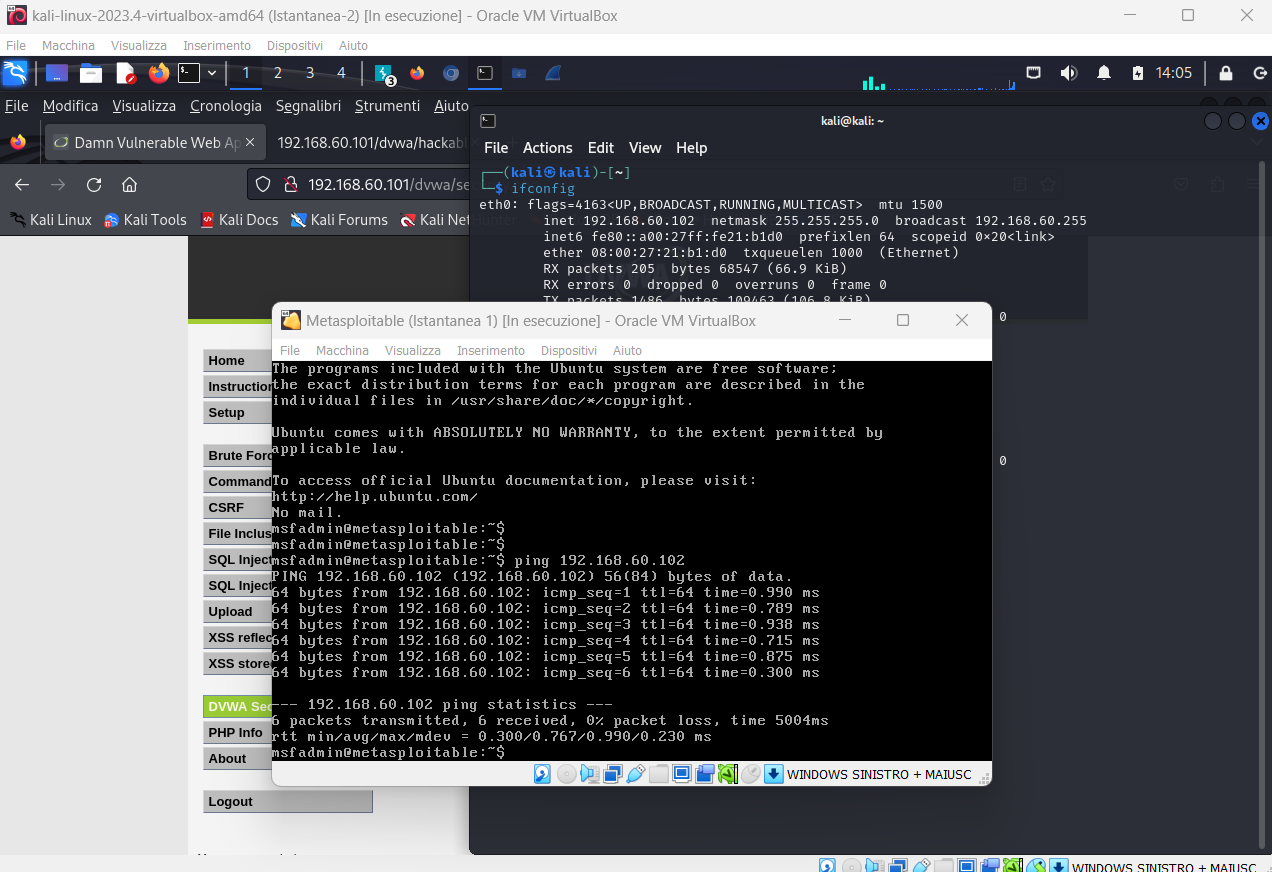 kali-linux-2023.4-virtualbox-amd64 (Istantanea-2) [In esecuzione] - Oracle VM VirtualBox
File Macchina Visualizza Inserimento Dispositivi Aiuto
1 2 3 4 3 14:05
File Modifica Visualizza Cronologia Segnalibri Strumenti Aiuto
Damn Vulnerable Web Ap
192.168.60.101/dvwa/hackab
192.168.60.101/dvwa/se
Kali Linux Kali Tools Kali Docs Kali Forums Kali Net
kali@kali: ~
File Actions Edit View Help
(kali㉿kali)-[~]
$ ifconfig
eth0: flags=4163<UP,BROADCAST,RUNNING,MULTICAST> mtu 1500
inet 192.168.60.102 netmask 255.255.255.0 broadcast 192.168.60.255
inet6 fe80::a00:27ff:fe21:b1d0 prefixlen 64 scopeid 0×20<link>
ether 08:00:27:21:b1:d0 txqueuelen 1000 (Ethernet)
RX packets 205 bytes 68547 (66.9 KiB)
RX errors 0 dropped 0 overruns 0 frame 0
TX packets 1486 bytes 109463 (106.8 KiB)
0
0
Home
Instruction
Setup
Brute Forc
Command
CSRF
File Inclus
SQL Inject
SQL Inject
Upload
XSS reflec
XSS store
DVWA Sec
PHP Info
About
Logout
Metasploitable (Istantanea 1) [In esecuzione] - Oracle VM VirtualBox
File Macchina Visualizza Inserimento Dispositivi Aiuto
The programs included with the Ubuntu system are free software;
the exact distribution terms for each program are described in the
individual files in /usr/share/doc/*/copyright.
Ubuntu comes with ABSOLUTELY NO WARRANTY, to the extent permitted by
applicable law.
To access official Ubuntu documentation, please visit:
http://help.ubuntu.com/
No mail.
msfadmin@metasploitable:~$
msfadmin@metasploitable:~$
msfadmin@metasploitable:~$ ping 192.168.60.102
PING 192.168.60.102 (192.168.60.102) 56(84) bytes of data.
64 bytes from 192.168.60.102: icmp_seq=1 ttl=64 time=0.990 ms
64 bytes from 192.168.60.102: icmp_seq=2 ttl=64 time=0.789 ms
64 bytes from 192.168.60.102: icmp_seq=3 ttl=64 time=0.938 ms
64 bytes from 192.168.60.102: icmp_seq=4 ttl=64 time=0.715 ms
64 bytes from 192.168.60.102: icmp_seq=5 ttl=64 time=0.875 ms
64 bytes from 192.168.60.102: icmp_seq=6 ttl=64 time=0.300 ms
--- 192.168.60.102 ping statistics ---
6 packets transmitted, 6 received, 0% packet loss, time 5004ms
rtt min/avg/max/mdev = 0.300/0.767/0.990/0.230 ms
msfadmin@metasploitable:~$
WINDOWS SINISTRO + MAIUSC
WINDOWS SINISTRO + MAIUSC